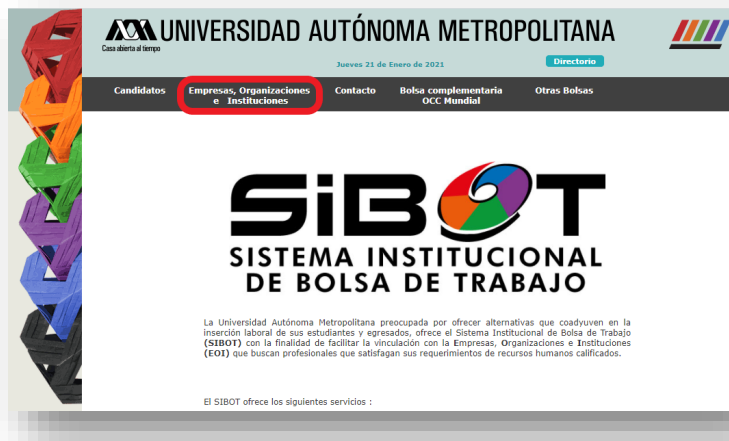 UNIVERSIDAD AUTÓNOMA METROPOLITANA
Casa abierta al tiempo
Jueves 21 de Enero de 2021
Directorio
Candidatos
Empresas, Organizaciones
e Instituciones
Contacto
Bolsa complementaria
OCC Mundial
Otras Bolsas
SiBOT
SISTEMA INSTITUCIONAL
DE BOLSA DE TRABAJO
La Universidad Autónoma Metropolitana preocupada por ofrecer alternativas que coadyuven en la
inserción laboral de sus estudiantes y egresados, ofrece el Sistema Institucional de Bolsa de Trabajo
(SIBOT) con la finalidad de facilitar la vinculación con la Empresas, Organizaciones e Instituciones
(EOI) que buscan profesionales que satisfagan sus requerimientos de recursos humanos calificados.
El SIBOT ofrece los siguientes servicios :